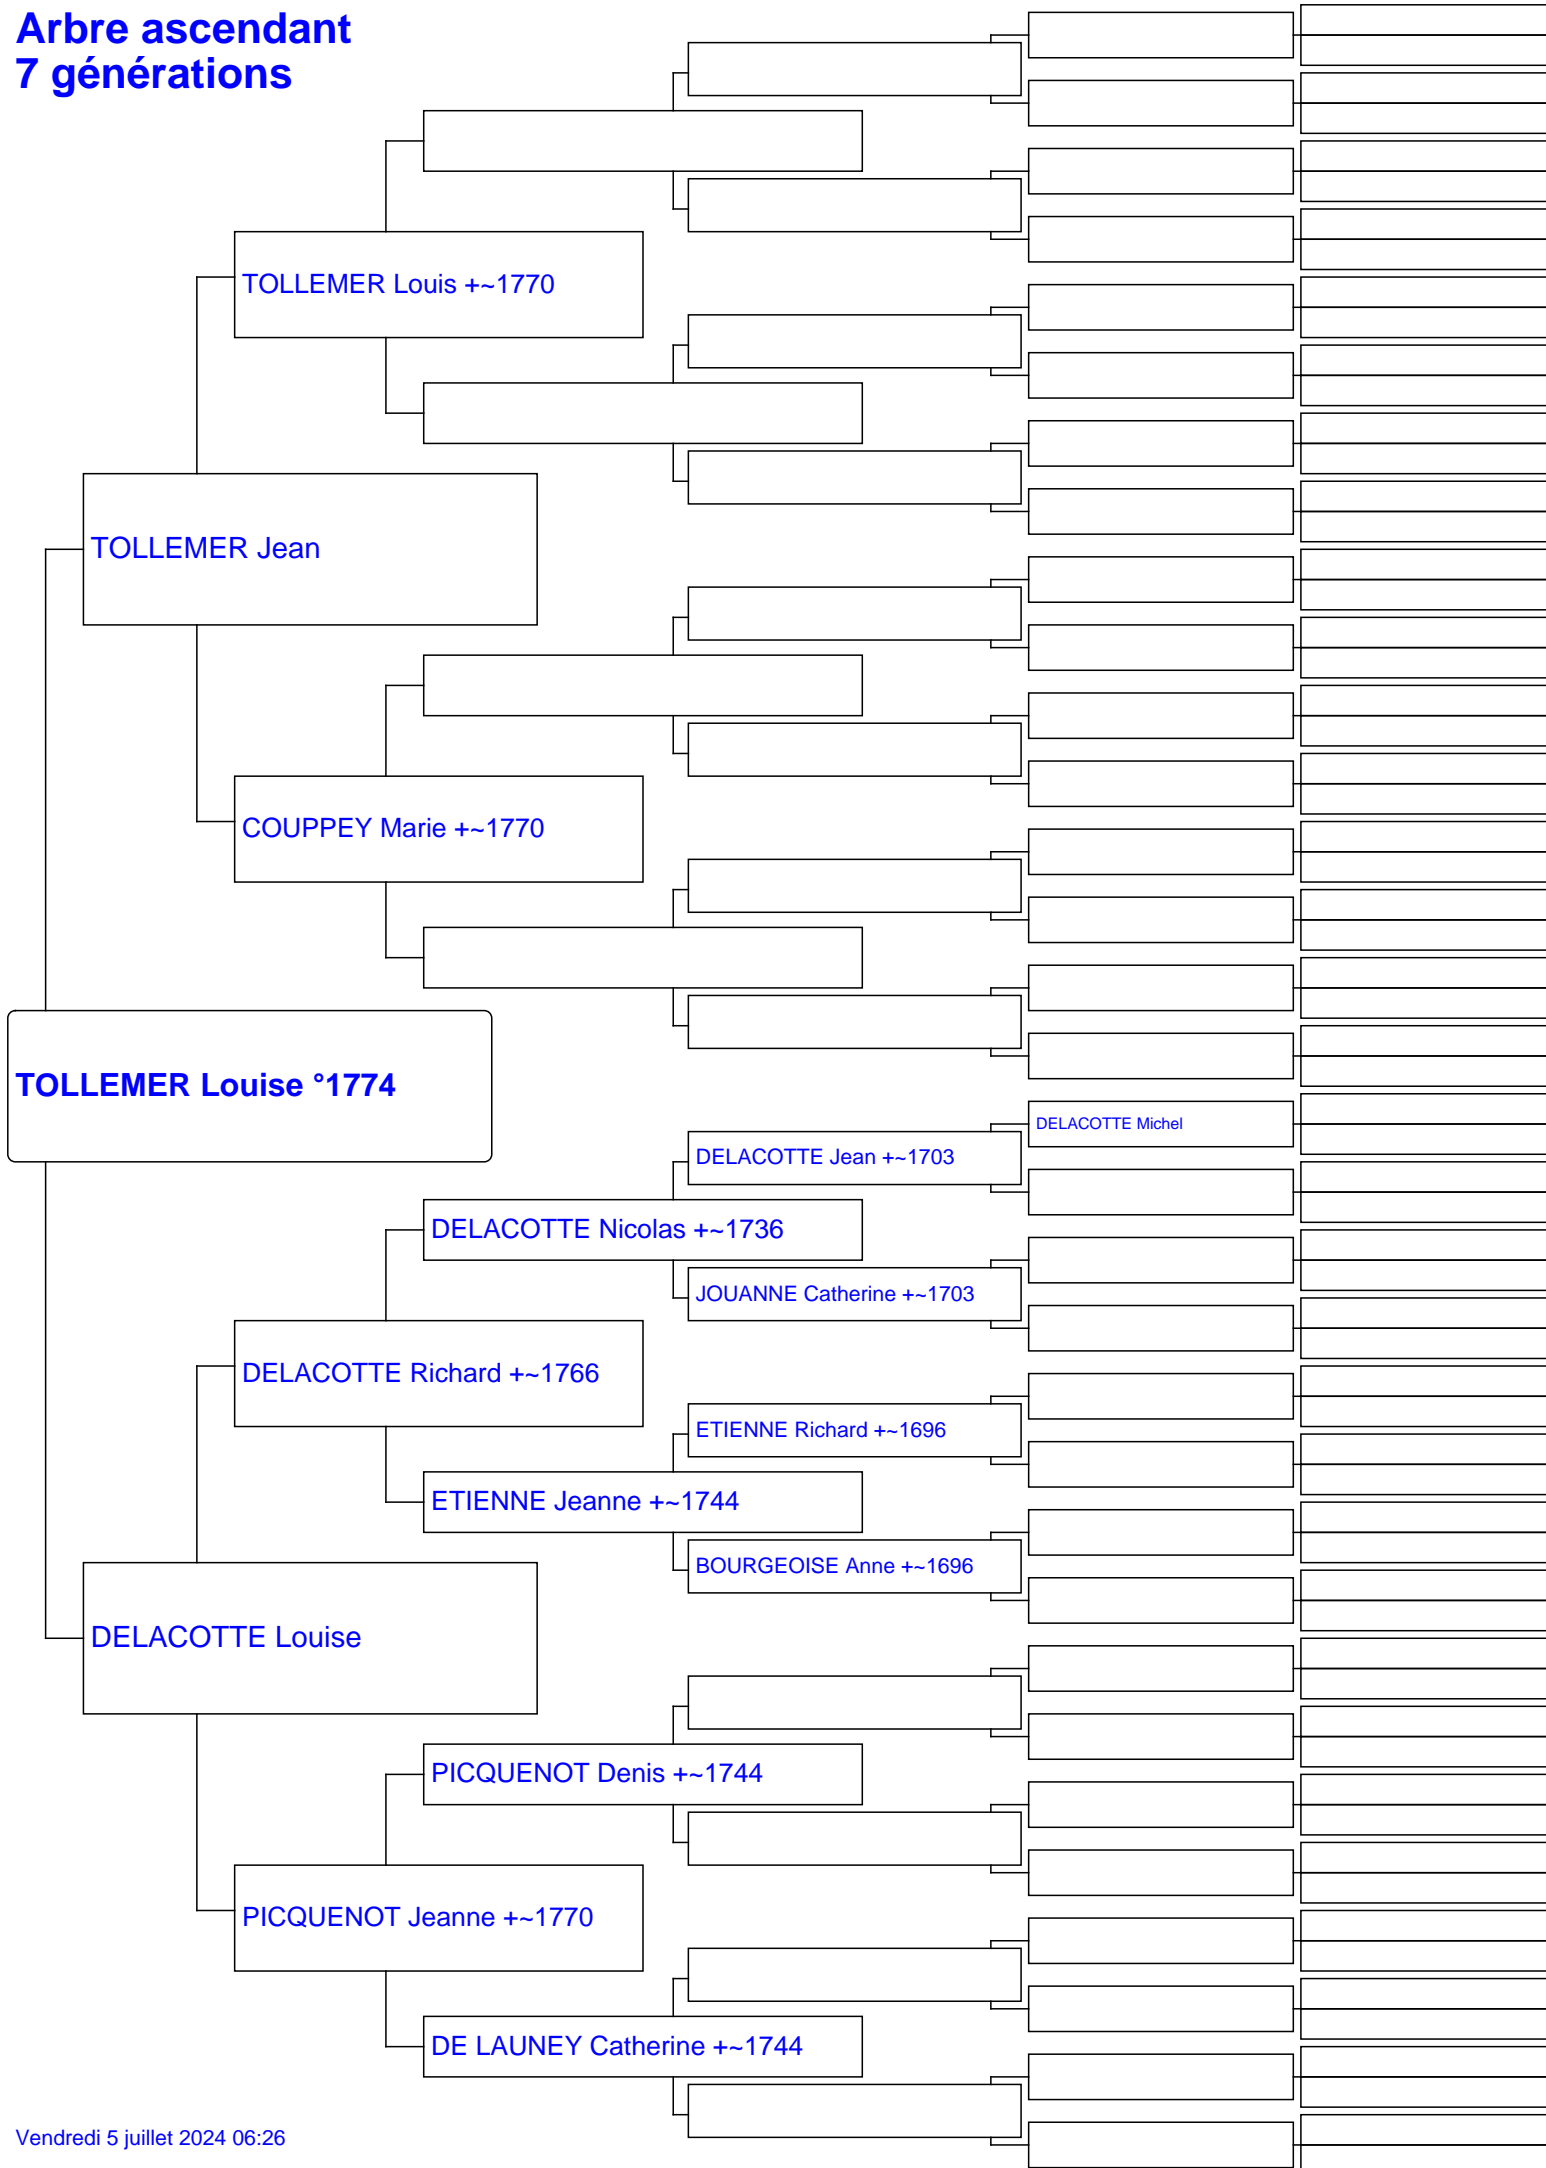 Arbre ascendant
7 générations
TOLLEMER Louis +~1770
TOLLEMER Jean
COUPPEY Marie +~1770
TOLLEMER Louise °1774
DELACOTTE Michel
DELACOTTE Jean +~1703
DELACOTTE Nicolas +~1736
JOUANNE Catherine +~1703
DELACOTTE Richard +~1766
ETIENNE Richard +~1696
ETIENNE Jeanne +~1744
BOURGEOISE Anne +~1696
DELACOTTE Louise
PICQUENOT Denis +~1744
PICQUENOT Jeanne +~1770
DE LAUNEY Catherine +~1744
Vendredi 5 juillet 2024 06:26